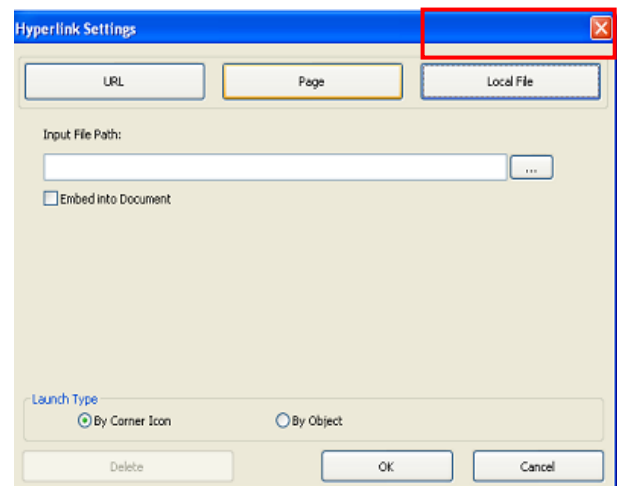 Hyperlink Settings
URL Page Local File
Input File Path:
...
Embed into Document
Launch Type
By Corner Icon By Object
Delete OK Cancel